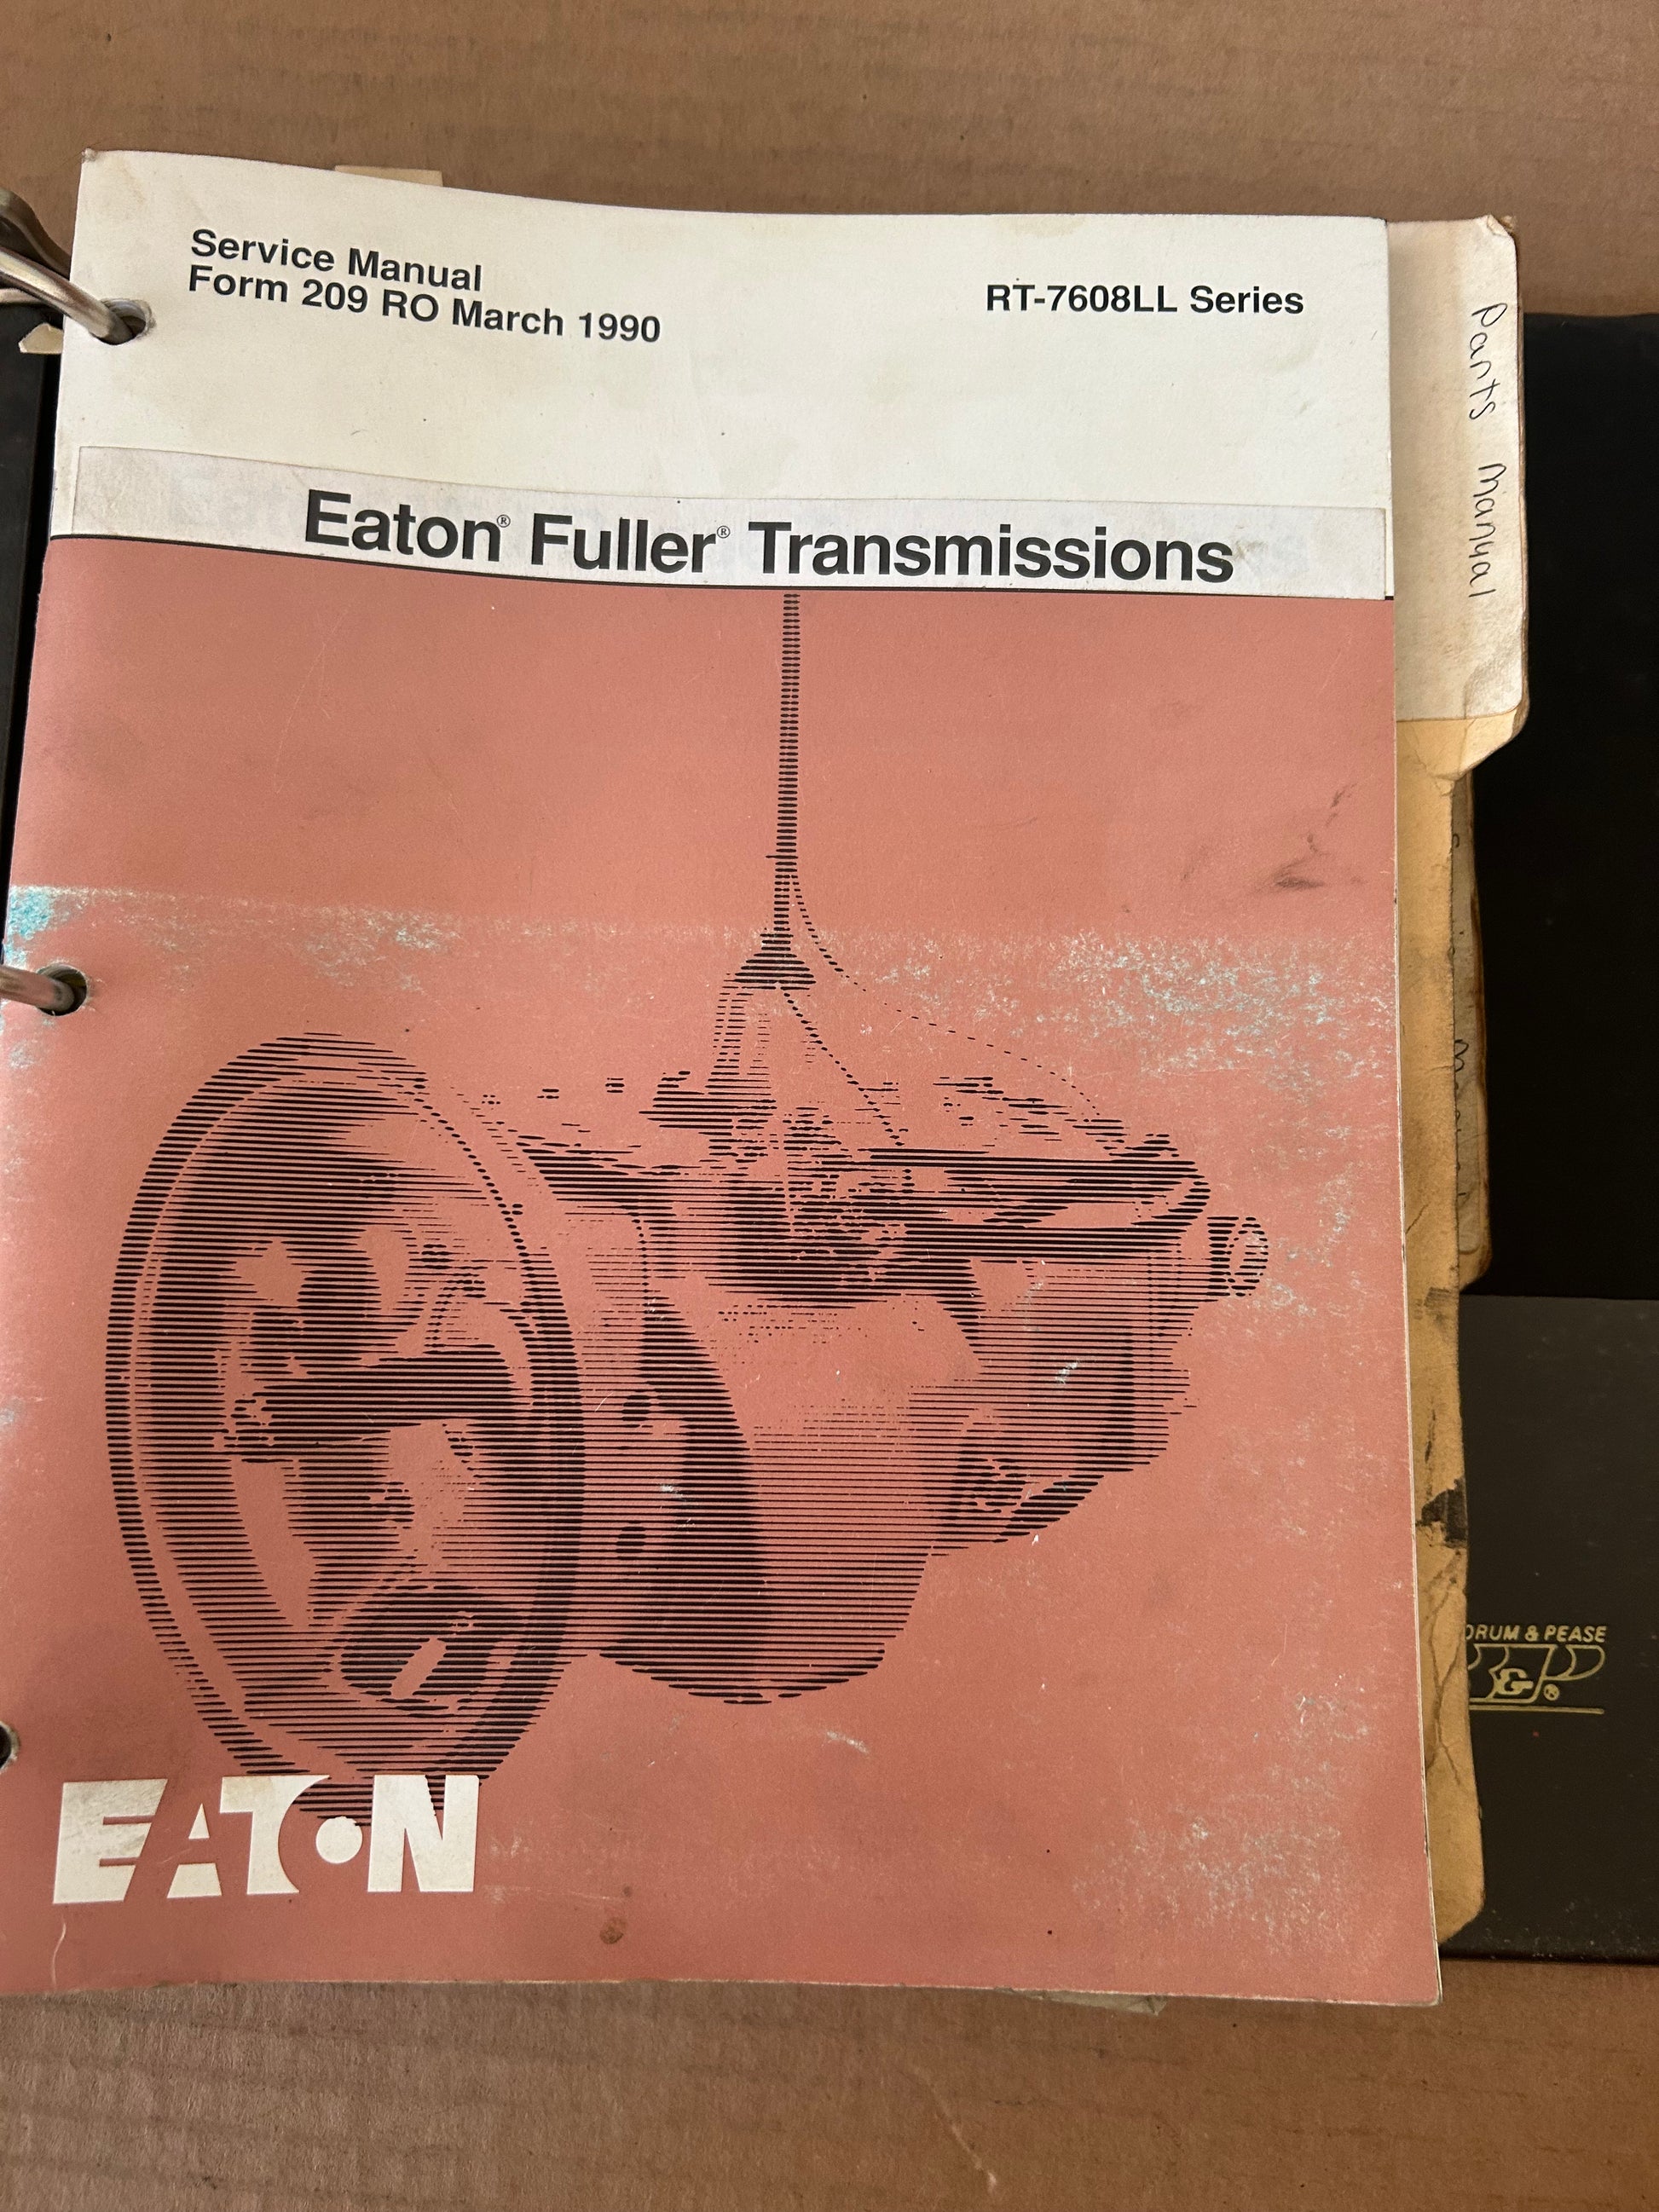 Service Manual
Form 209 RO March 1990
RT-7608LL Series
Eaton® Fuller® Transmissions
Parts Manual
EATON
DRUM & PEASE
B&P®